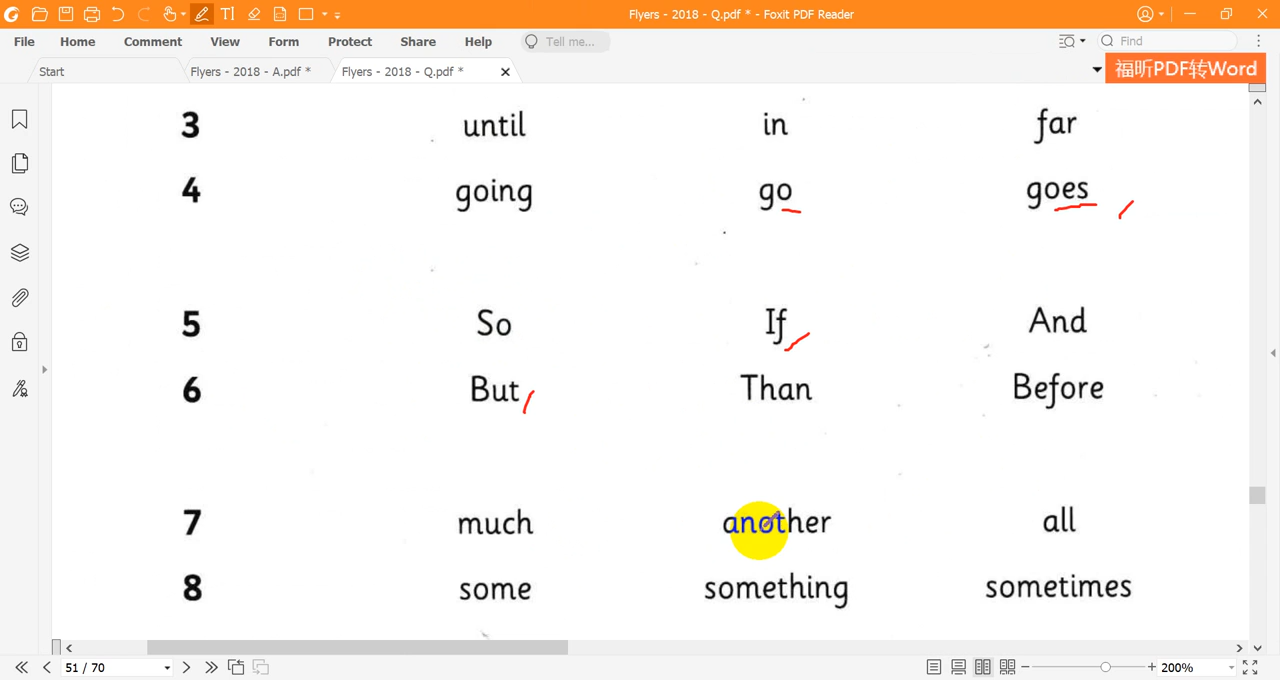 Flyers - 2018 - Q.pdf * - Foxit PDF Reader
File Home Comment View Form Protect Share Help Tell me... Find
Start Flyers - 2018 - A.pdf * Flyers - 2018 - Q.pdf * 福昕PDF转Word
3 until in far
4 going go goes
5 So If And
6 But Than Before
7 much another all
8 some something sometimes
51 / 70 200%